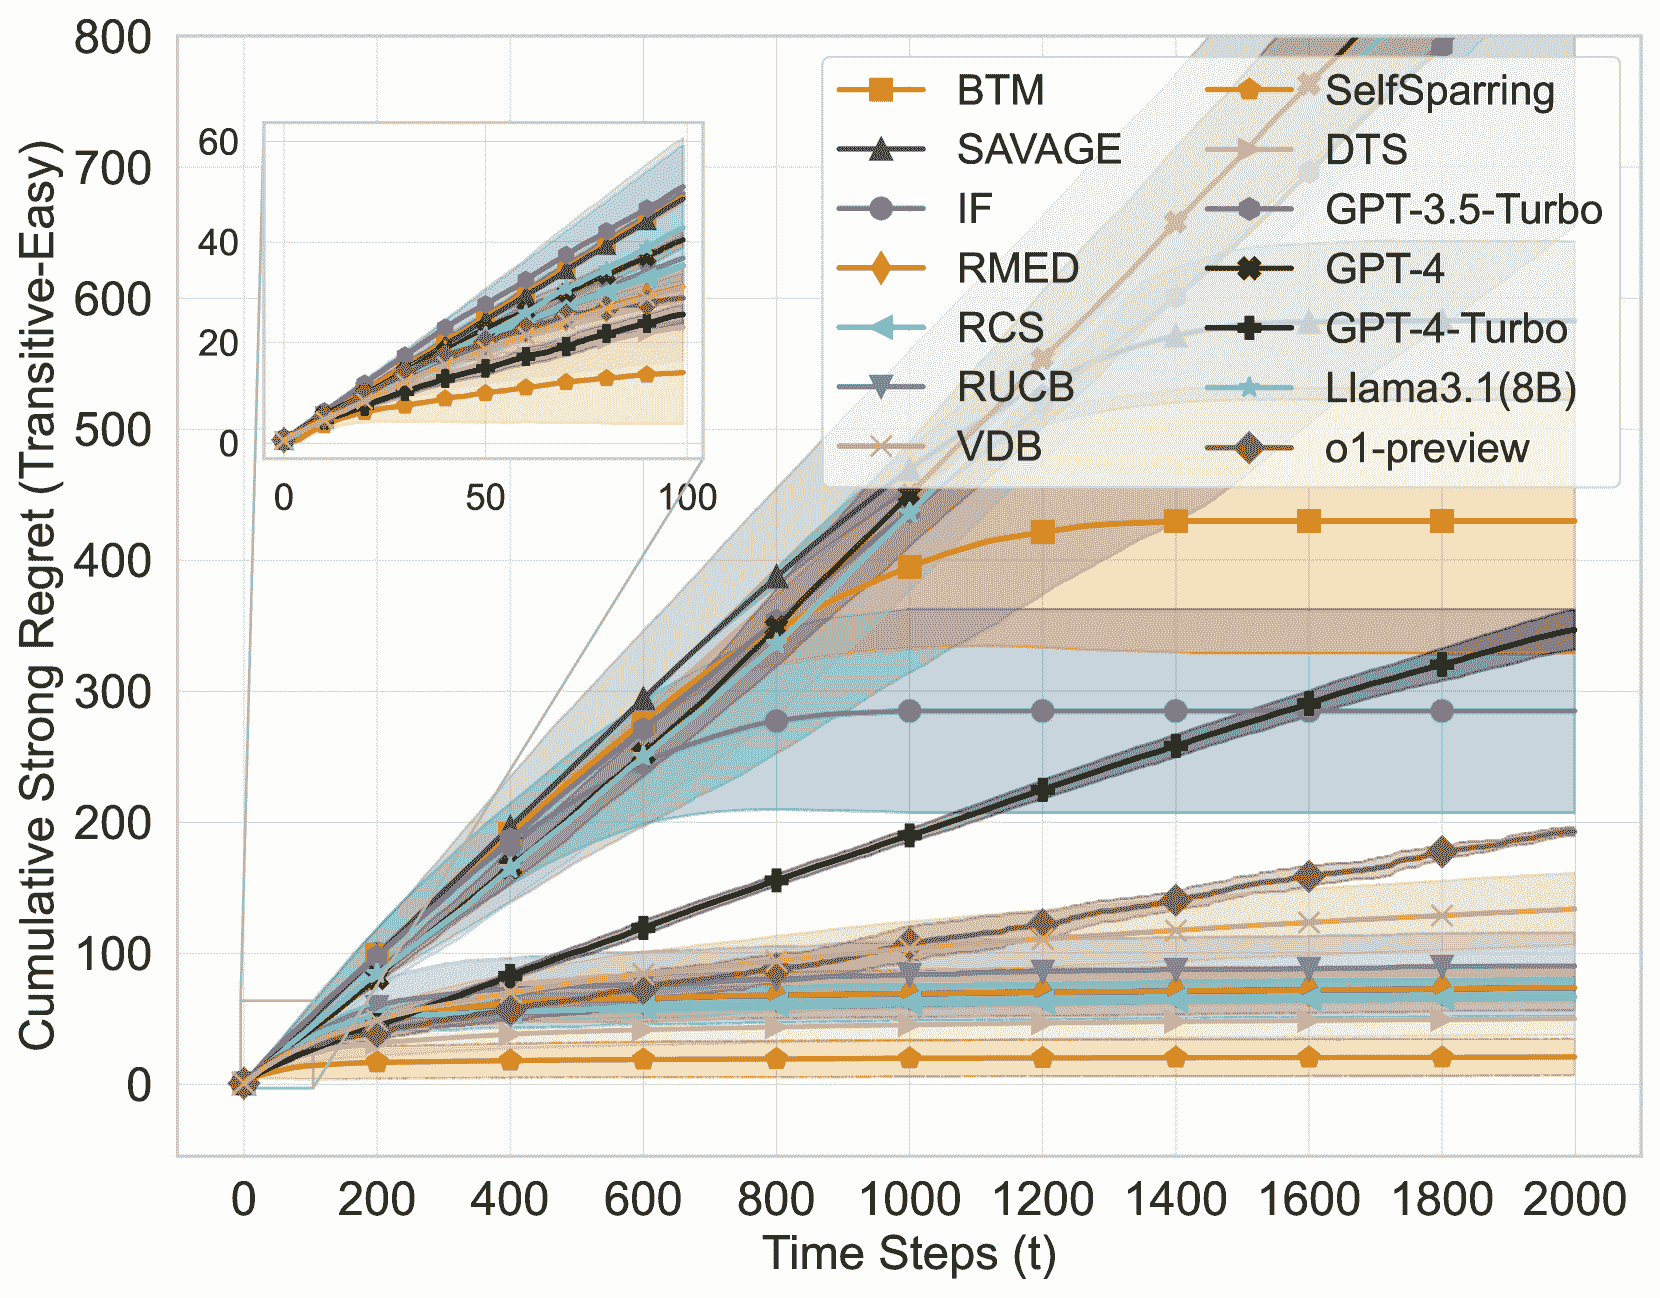 Cumulative Strong Regret (Transitive-Easy)
800
700
600
500
400
300
200
100
0
60
40
20
0
0 50 100
BTM
SAVAGE
IF
RMED
RCS
RUCB
VDB
SelfSparring
DTS
GPT-3.5-Turbo
GPT-4
GPT-4-Turbo
Llama3.1(8B)
o1-preview
0 200 400 600 800 1000 1200 1400 1600 1800 2000
Time Steps (t)